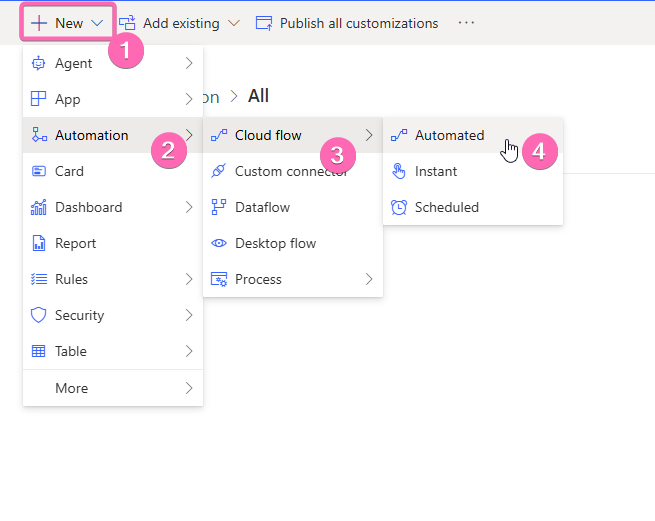 New
Add existing
Publish all customizations
1
on > All
Agent
App
Automation
2
Card
Dashboard
Report
Rules
Security
Table
More
Cloud flow
3
Custom connector
Dataflow
Desktop flow
Process
Automated
4
Instant
Scheduled